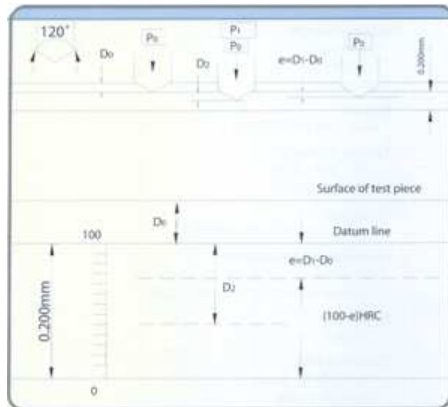 120°
P₀
P₁
P₀
P₀
D₀
D₂
e=D₁-D₀
0.200mm
Surface of test piece
D₀
100
Datum line
e=D₁-D₀
D₂
0.200mm
(100-e)HRC
0